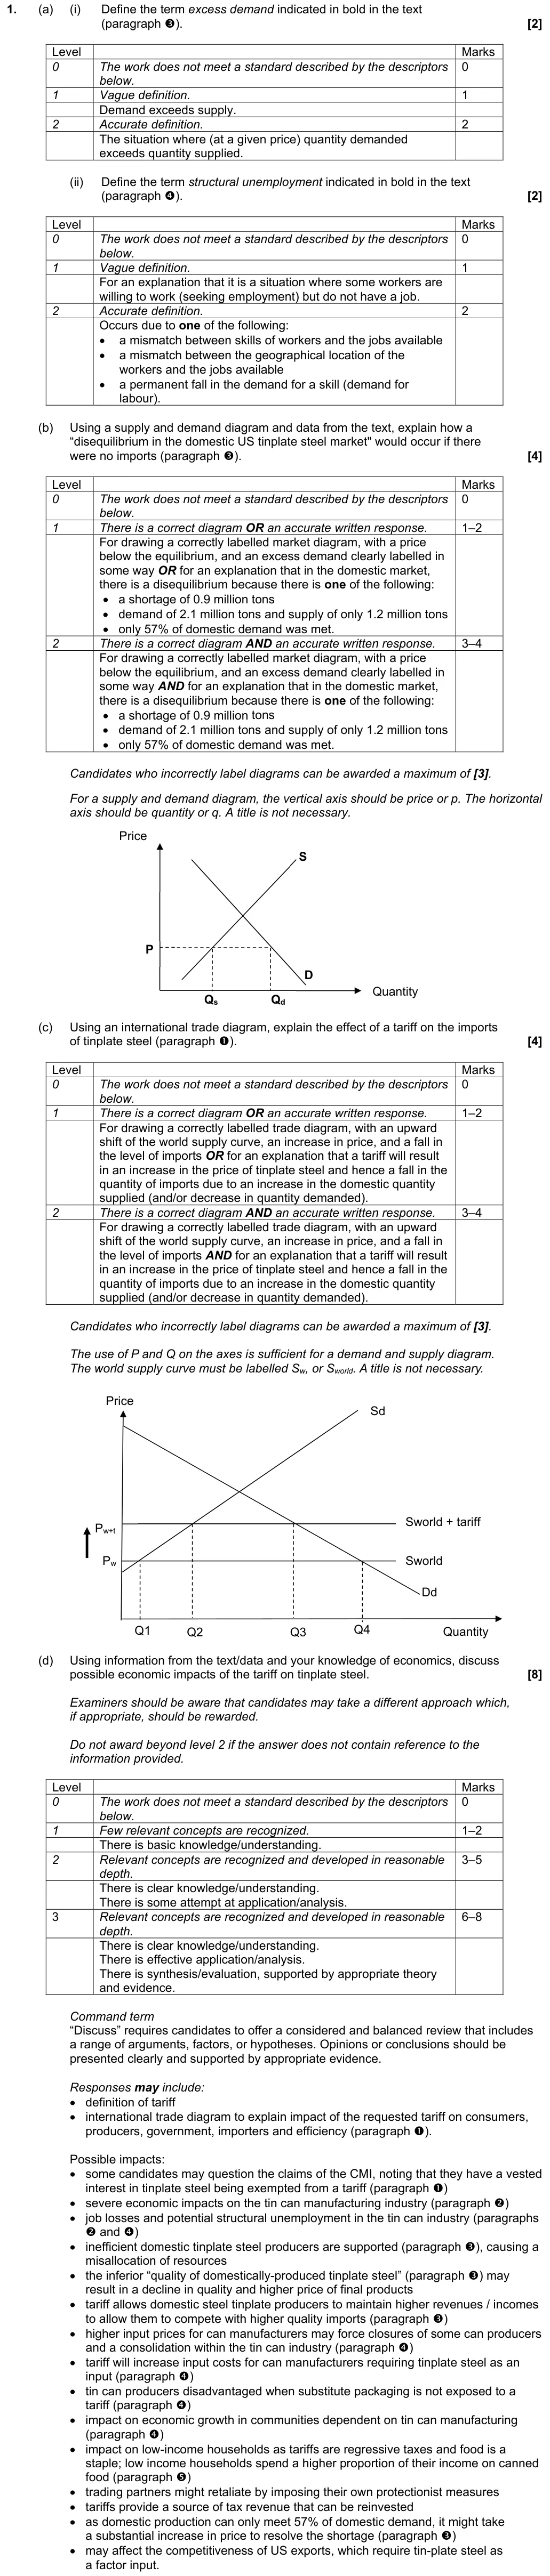 1. (a) (i) Define the term excess demand indicated in bold in the text
(paragraph ❸). [2]
Level Marks
0 The work does not meet a standard described by the descriptors 0
below.
1 Vague definition. 1
Demand exceeds supply.
2 Accurate definition. 2
The situation where (at a given price) quantity demanded
exceeds quantity supplied.
(ii) Define the term structural unemployment indicated in bold in the text
(paragraph ❹). [2]
Level Marks
0 The work does not meet a standard described by the descriptors 0
below.
1 Vague definition. 1
For an explanation that it is a situation where some workers are
willing to work (seeking employment) but do not have a job.
2 Accurate definition. 2
Occurs due to one of the following:
• a mismatch between skills of workers and the jobs available
• a mismatch between the geographical location of the
workers and the jobs available
• a permanent fall in the demand for a skill (demand for
labour).
(b) Using a supply and demand diagram and data from the text, explain how a
“disequilibrium in the domestic US tinplate steel market" would occur if there
were no imports (paragraph ❸). [4]
Level Marks
0 The work does not meet a standard described by the descriptors 0
below.
1 There is a correct diagram OR an accurate written response. 1–2
For drawing a correctly labelled market diagram, with a price
below the equilibrium, and an excess demand clearly labelled in
some way OR for an explanation that in the domestic market,
there is a disequilibrium because there is one of the following:
• a shortage of 0.9 million tons
• demand of 2.1 million tons and supply of only 1.2 million tons
• only 57% of domestic demand was met.
2 There is a correct diagram AND an accurate written response. 3–4
For drawing a correctly labelled market diagram, with a price
below the equilibrium, and an excess demand clearly labelled in
some way AND for an explanation that in the domestic market,
there is a disequilibrium because there is one of the following:
• a shortage of 0.9 million tons
• demand of 2.1 million tons and supply of only 1.2 million tons
• only 57% of domestic demand was met.
Candidates who incorrectly label diagrams can be awarded a maximum of [3].
For a supply and demand diagram, the vertical axis should be price or p. The horizontal
axis should be quantity or q. A title is not necessary.
Price
S
P
D
Quantity
Qs Qd
(c) Using an international trade diagram, explain the effect of a tariff on the imports
of tinplate steel (paragraph ❶). [4]
Level Marks
0 The work does not meet a standard described by the descriptors 0
below.
1 There is a correct diagram OR an accurate written response. 1–2
For drawing a correctly labelled trade diagram, with an upward
shift of the world supply curve, an increase in price, and a fall in
the level of imports OR for an explanation that a tariff will result
in an increase in the price of tinplate steel and hence a fall in the
quantity of imports due to an increase in the domestic quantity
supplied (and/or decrease in quantity demanded).
2 There is a correct diagram AND an accurate written response. 3–4
For drawing a correctly labelled trade diagram, with an upward
shift of the world supply curve, an increase in price, and a fall in
the level of imports AND for an explanation that a tariff will result
in an increase in the price of tinplate steel and hence a fall in the
quantity of imports due to an increase in the domestic quantity
supplied (and/or decrease in quantity demanded).
Candidates who incorrectly label diagrams can be awarded a maximum of [3].
The use of P and Q on the axes is sufficient for a demand and supply diagram.
The world supply curve must be labelled Sw, or Sworld. A title is not necessary.
Price
Sd
Pw+t Sworld + tariff
Pw Sworld
Dd
Q1 Q2 Q3 Q4 Quantity
(d) Using information from the text/data and your knowledge of economics, discuss
possible economic impacts of the tariff on tinplate steel. [8]
Examiners should be aware that candidates may take a different approach which,
if appropriate, should be rewarded.
Do not award beyond level 2 if the answer does not contain reference to the
information provided.
Level Marks
0 The work does not meet a standard described by the descriptors 0
below.
1 Few relevant concepts are recognized. 1–2
There is basic knowledge/understanding.
2 Relevant concepts are recognized and developed in reasonable 3–5
depth.
There is clear knowledge/understanding.
There is some attempt at application/analysis.
3 Relevant concepts are recognized and developed in reasonable 6–8
depth.
There is clear knowledge/understanding.
There is effective application/analysis.
There is synthesis/evaluation, supported by appropriate theory
and evidence.
Command term
“Discuss” requires candidates to offer a considered and balanced review that includes
a range of arguments, factors, or hypotheses. Opinions or conclusions should be
presented clearly and supported by appropriate evidence.
Responses may include:
• definition of tariff
• international trade diagram to explain impact of the requested tariff on consumers,
producers, government, importers and efficiency (paragraph ❶).
Possible impacts:
• some candidates may question the claims of the CMI, noting that they have a vested
interest in tinplate steel being exempted from a tariff (paragraph ❶)
• severe economic impacts on the tin can manufacturing industry (paragraph ❷)
• job losses and potential structural unemployment in the tin can industry (paragraphs
❷ and ❹)
• inefficient domestic tinplate steel producers are supported (paragraph ❸), causing a
misallocation of resources
• the inferior “quality of domestically-produced tinplate steel” (paragraph ❸) may
result in a decline in quality and higher price of final products
• tariff allows domestic steel tinplate producers to maintain higher revenues / incomes
to allow them to compete with higher quality imports (paragraph ❸)
• higher input prices for can manufacturers may force closures of some can producers
and a consolidation within the tin can industry (paragraph ❹)
• tariff will increase input costs for can manufacturers requiring tinplate steel as an
input (paragraph ❹)
• tin can producers disadvantaged when substitute packaging is not exposed to a
tariff (paragraph ❹)
• impact on economic growth in communities dependent on tin can manufacturing
(paragraph ❹)
• impact on low-income households as tariffs are regressive taxes and food is a
staple; low income households spend a higher proportion of their income on canned
food (paragraph ❺)
• trading partners might retaliate by imposing their own protectionist measures
• tariffs provide a source of tax revenue that can be reinvested
• as domestic production can only meet 57% of domestic demand, it might take
a substantial increase in price to resolve the shortage (paragraph ❸)
• may affect the competitiveness of US exports, which require tin-plate steel as
a factor input.